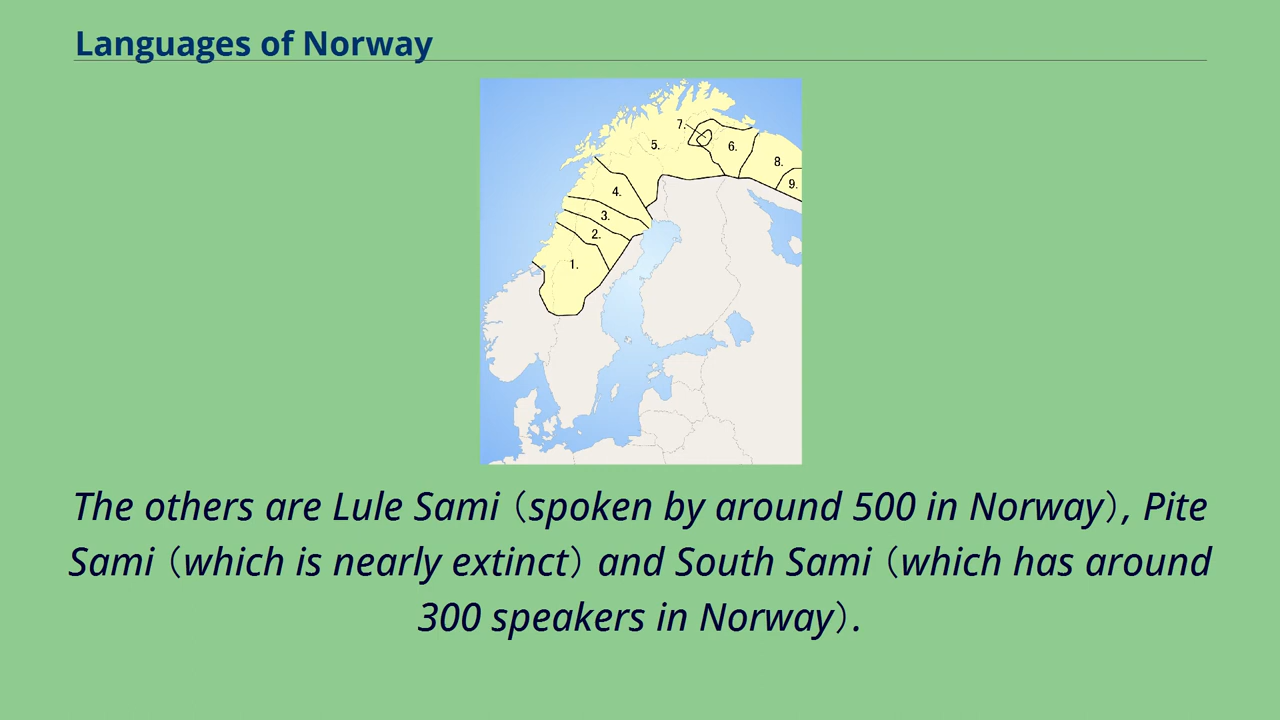 Languages of Norway
7.
5.
6.
8.
9.
4.
3.
2.
1.
The others are Lule Sami (spoken by around 500 in Norway), Pite
Sami (which is nearly extinct) and South Sami (which has around
300 speakers in Norway).